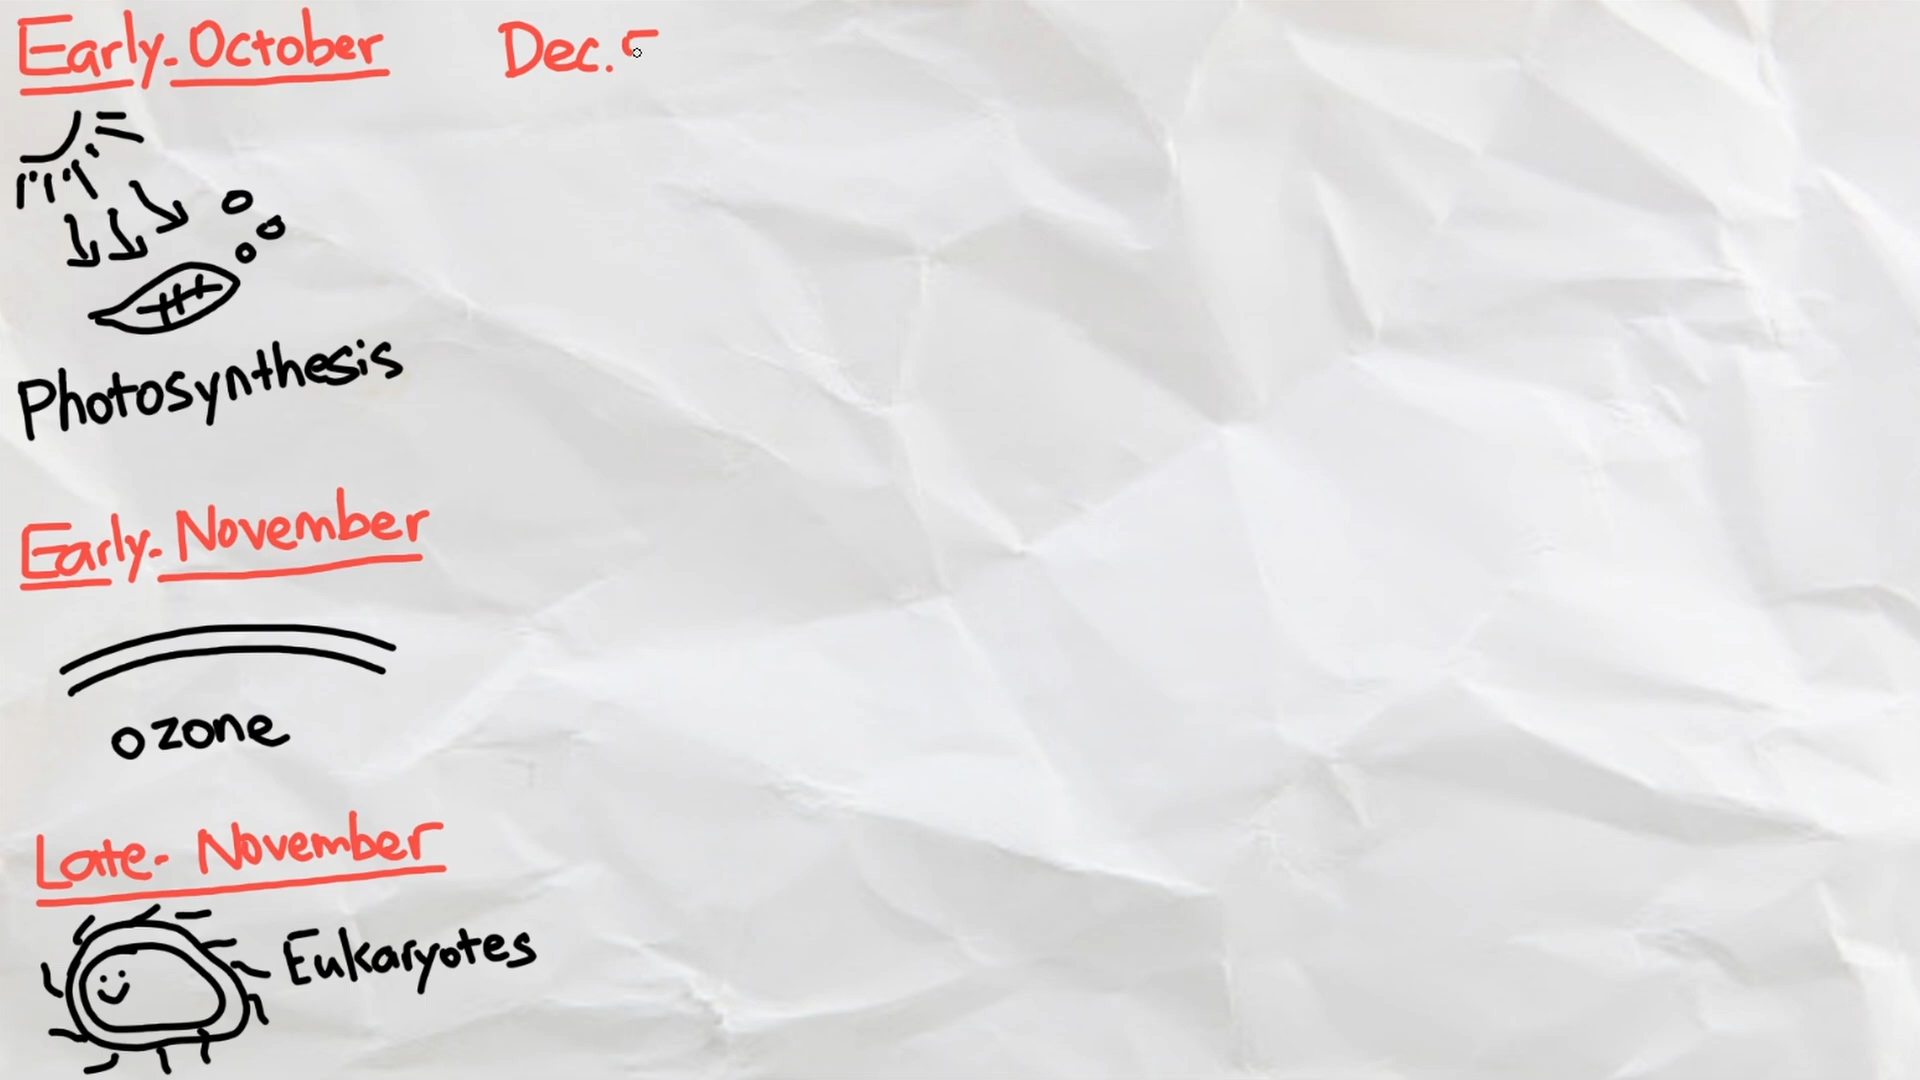 Early-October
Photosynthesis
Early-November
ozone
Late-November
Eukaryotes
Dec.